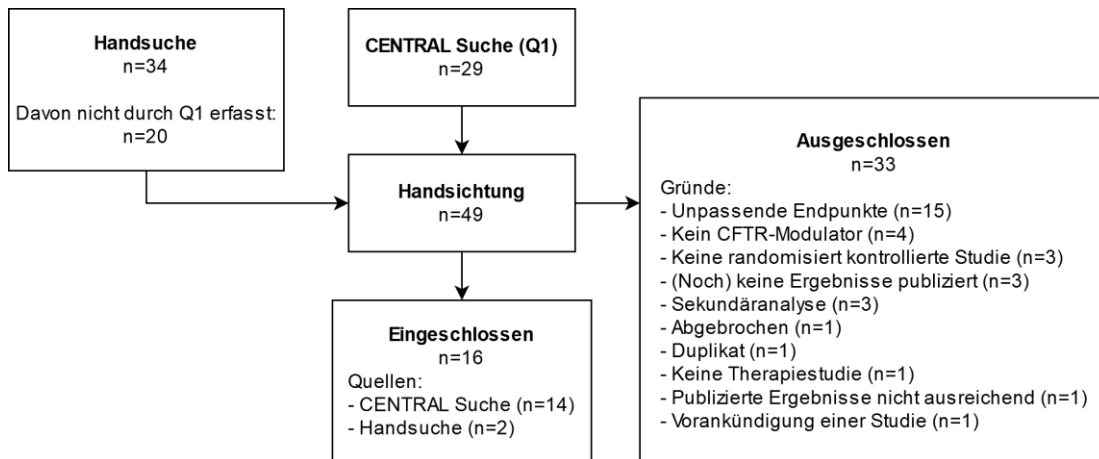 Handsuche
n=34
Davon nicht durch Q1 erfasst:
n=20
CENTRAL Suche (Q1)
n=29
Handsichtung
n=49
Ausgeschlossen
n=33
Gründe:
- Unpassende Endpunkte (n=15)
- Kein CFTR-Modulator (n=4)
- Keine randomisiert kontrollierte Studie (n=3)
- (Noch) keine Ergebnisse publiziert (n=3)
- Sekundäranalyse (n=3)
- Abgebrochen (n=1)
- Duplikat (n=1)
- Keine Therapiestudie (n=1)
- Publizierte Ergebnisse nicht ausreichend (n=1)
- Vorankündigung einer Studie (n=1)
Eingeschlossen
n=16
Quellen:
- CENTRAL Suche (n=14)
- Handsuche (n=2)